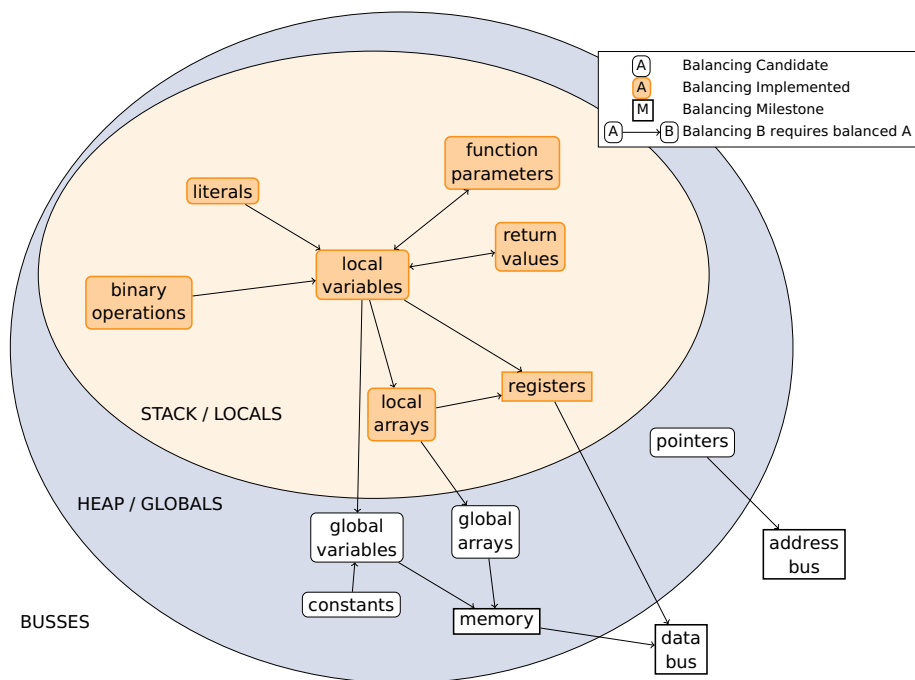 A Balancing Candidate
A Balancing Implemented
M Balancing Milestone
A B Balancing B requires balanced A
function
parameters
literals
return
values
local
variables
binary
operations
registers
local
arrays
STACK / LOCALS
pointers
HEAP / GLOBALS
global
variables
global
arrays
address
bus
constants
memory
BUSSES
data
bus